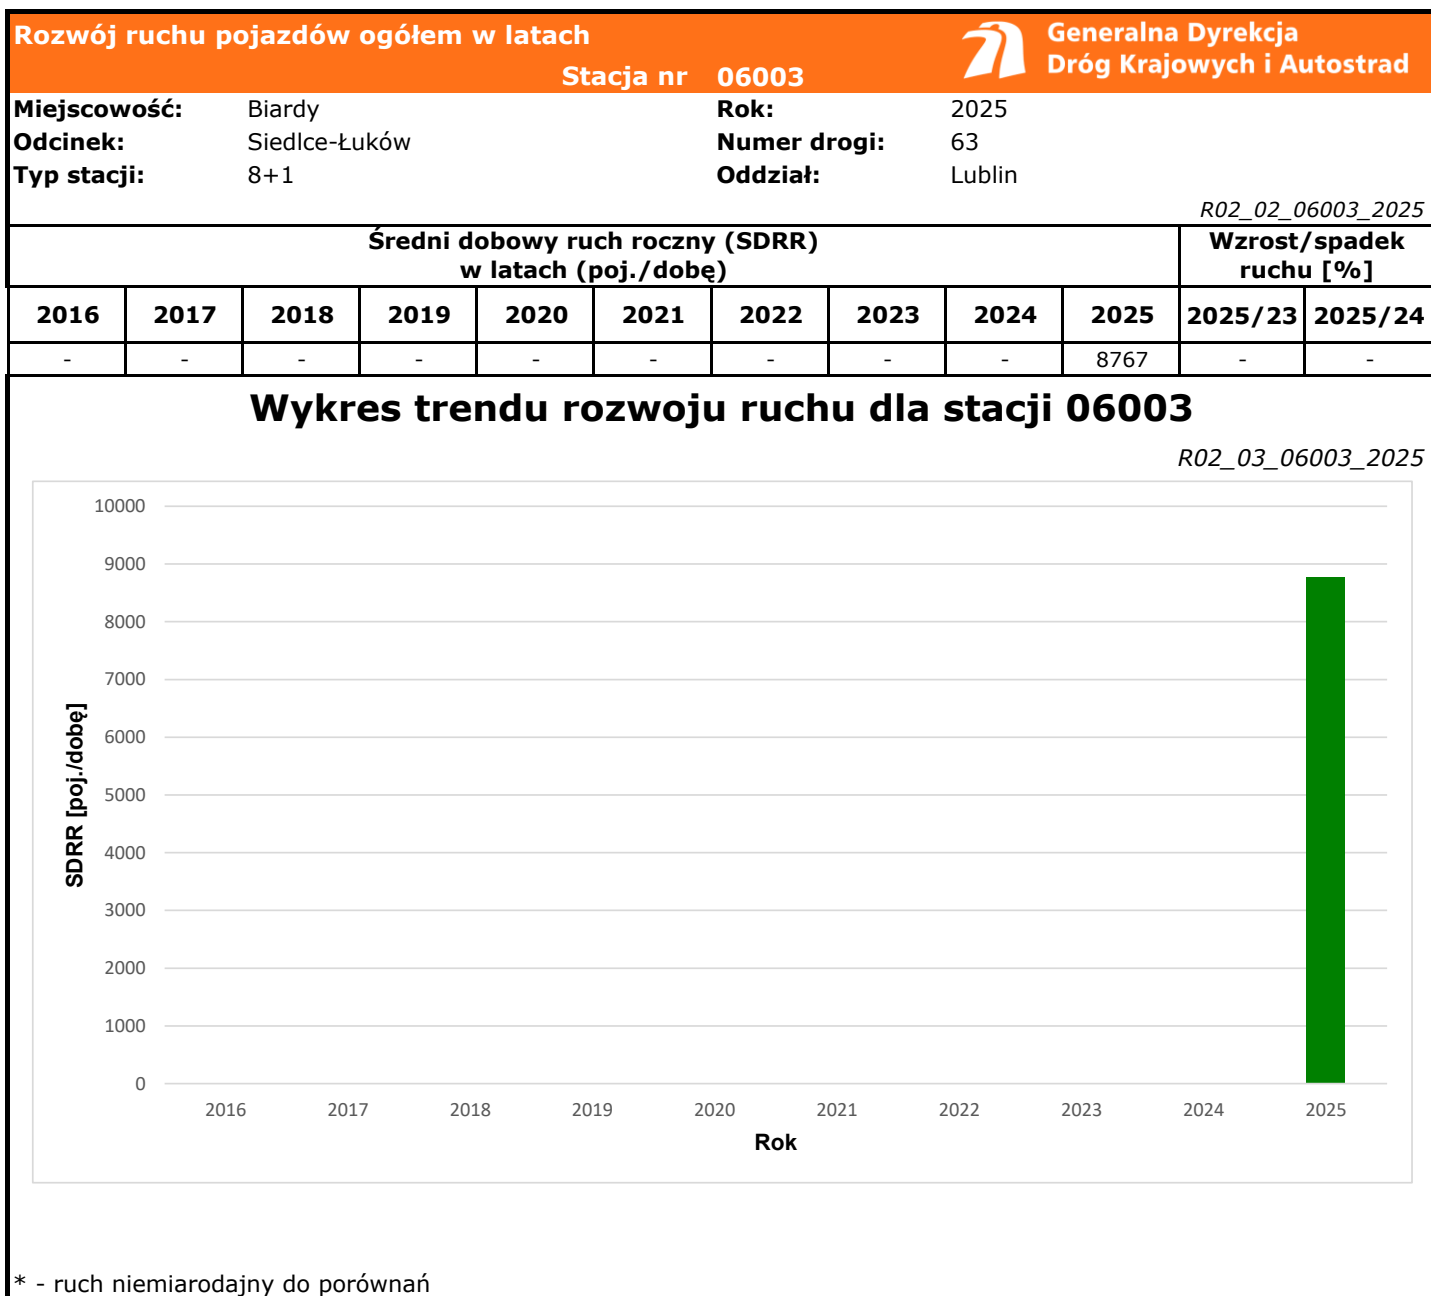 Rozwój ruchu pojazdów ogółem w latach
Generalna Dyrekcja
Dróg Krajowych i Autostrad
Stacja nr 06003
Miejscowość: Biardy Rok: 2025
Odcinek: Siedlce-Łuków Numer drogi: 63
Typ stacji: 8+1 Oddział: Lublin
R02_02_06003_2025
Średni dobowy ruch roczny (SDRR)
w latach (poj./dobę)
Wzrost/spadek
ruchu [%]
2016 2017 2018 2019 2020 2021 2022 2023 2024 2025 2025/23 2025/24
- - - - - - - - - 8767 - -
Wykres trendu rozwoju ruchu dla stacji 06003
R02_03_06003_2025
10000
9000
8000
7000
6000
5000
4000
3000
2000
1000
0
SDRR [poj./dobę]
2016 2017 2018 2019 2020 2021 2022 2023 2024 2025
Rok
* - ruch niemiarodajny do porównań